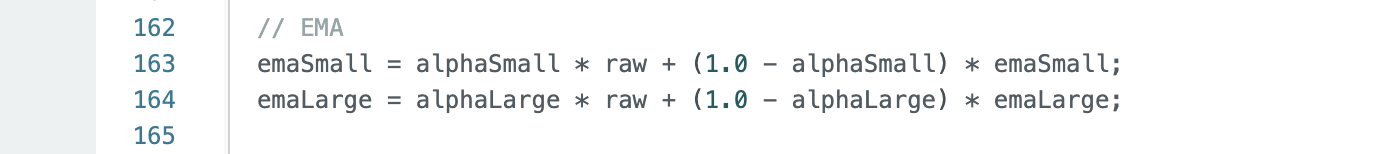 162 // EMA
163 emaSmall = alphaSmall * raw + (1.0 - alphaSmall) * emaSmall;
164 emaLarge = alphaLarge * raw + (1.0 - alphaLarge) * emaLarge;
165